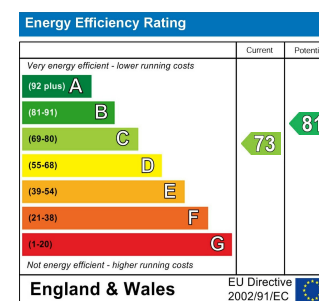 Energy Efficiency Rating
Current
Potenti
Very energy efficient - lower running costs
(92 plus) A
(81-91) B
(69-80) C
(55-68) D
(39-54) E
(21-38) F
(1-20) G
73
81
Not energy efficient - higher running costs
England & Wales
EU Directive
2002/91/EC